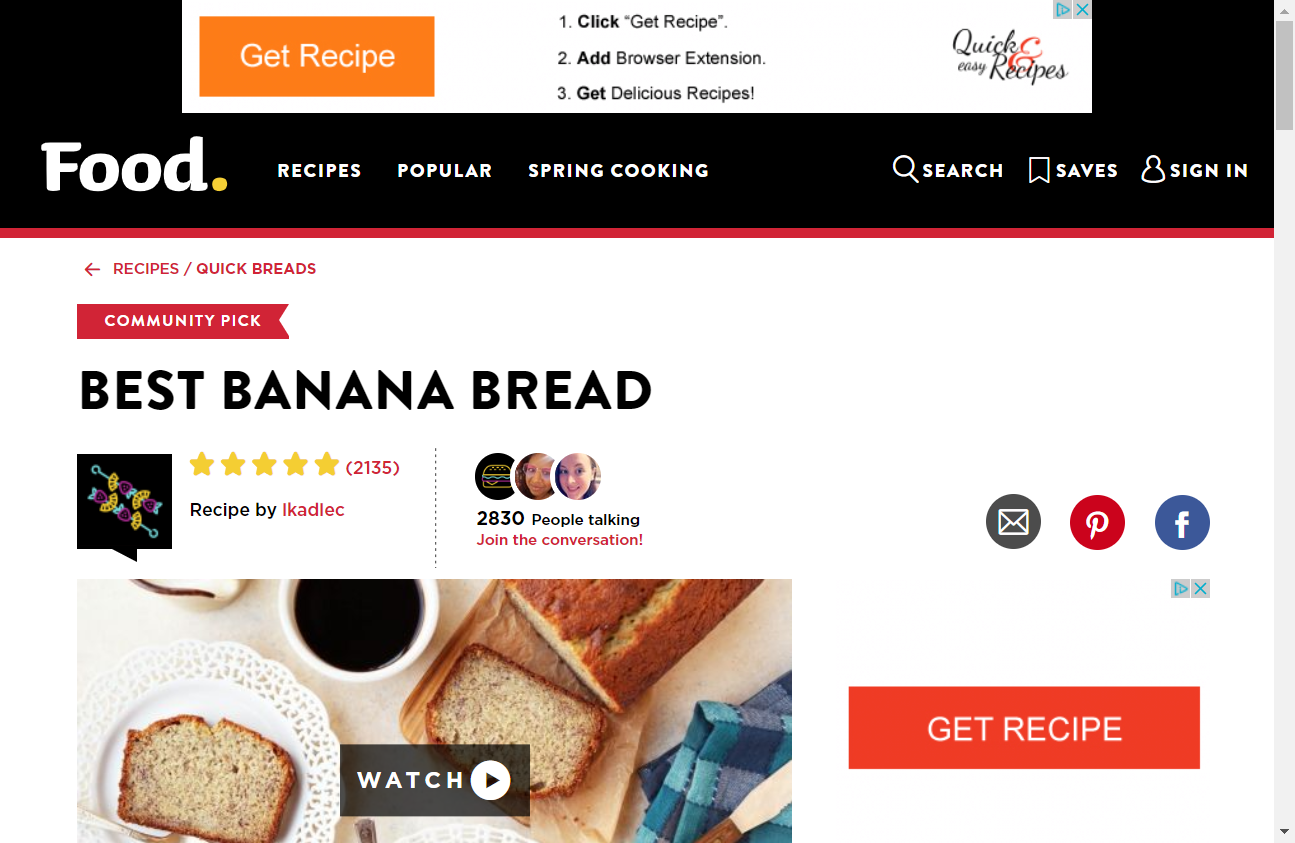 Get Recipe
1. Click “Get Recipe”.
2. Add Browser Extension.
3. Get Delicious Recipes!
Quick &
easy Recipes
Food.
RECIPES
POPULAR
SPRING COOKING
SEARCH
SAVES
SIGN IN
RECIPES / QUICK BREADS
COMMUNITY PICK
BEST BANANA BREAD
(2135)
Recipe by lkadlec
2830 People talking
Join the conversation!
f
WATCH
GET RECIPE